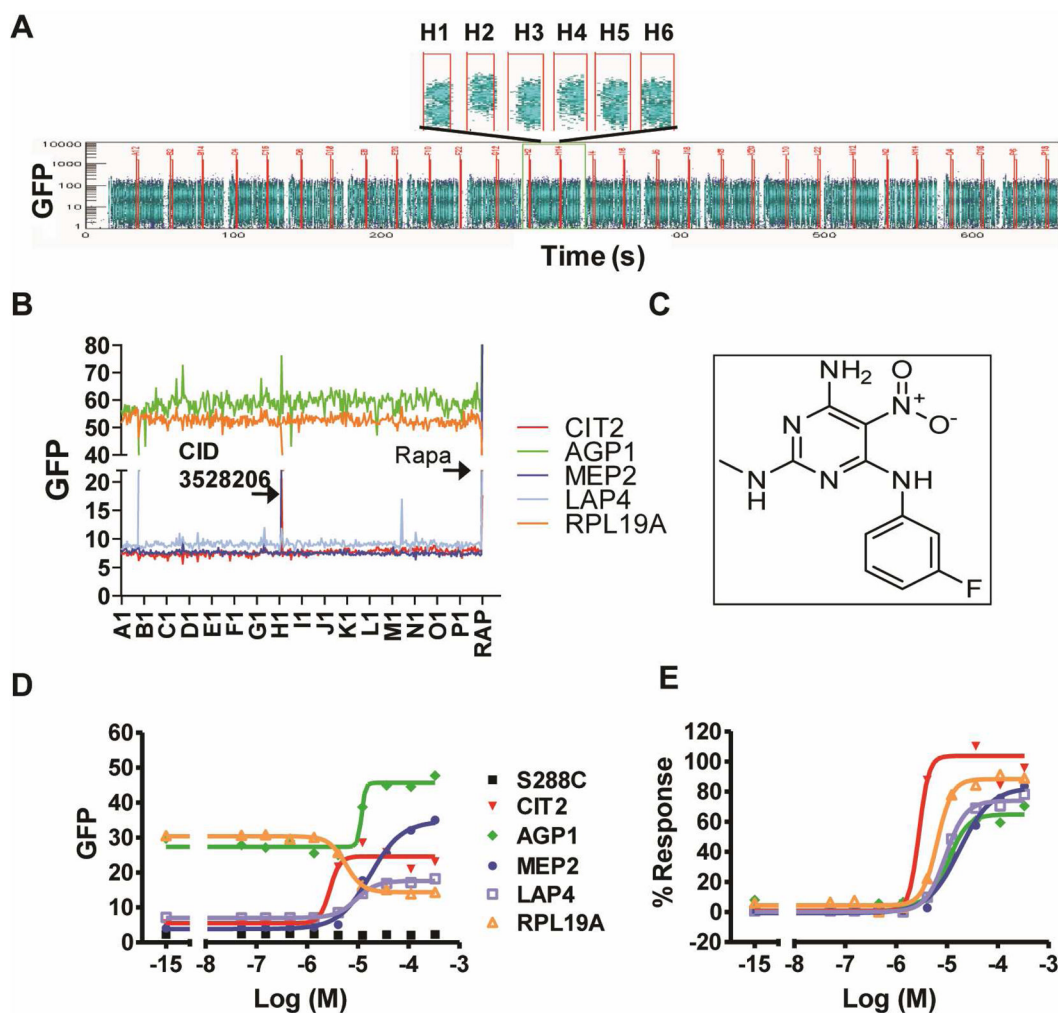 A
H1 H2 H3 H4 H5 H6
10000
1000
100
10
1
GFP
0 100 200 500 600
Time (s)
B
80
70
60
50
40
20
15
10
5
0
GFP
CID
3528206
Rapa
A1 B1 C1 D1 E1 F1 G1 H1 I1 J1 K1 L1 M1 N1 O1 P1 RAP
CIT2
AGP1
MEP2
LAP4
RPL19A
C
NH2
O
N+
O-
N
N
N
H
NH
F
D
60
50
40
30
20
10
0
GFP
-15 -8 -7 -6 -5 -4 -3
Log (M)
S288C
CIT2
AGP1
MEP2
LAP4
RPL19A
E
120
100
80
60
40
20
0
-20
% Response
-15 -8 -7 -6 -5 -4 -3
Log (M)